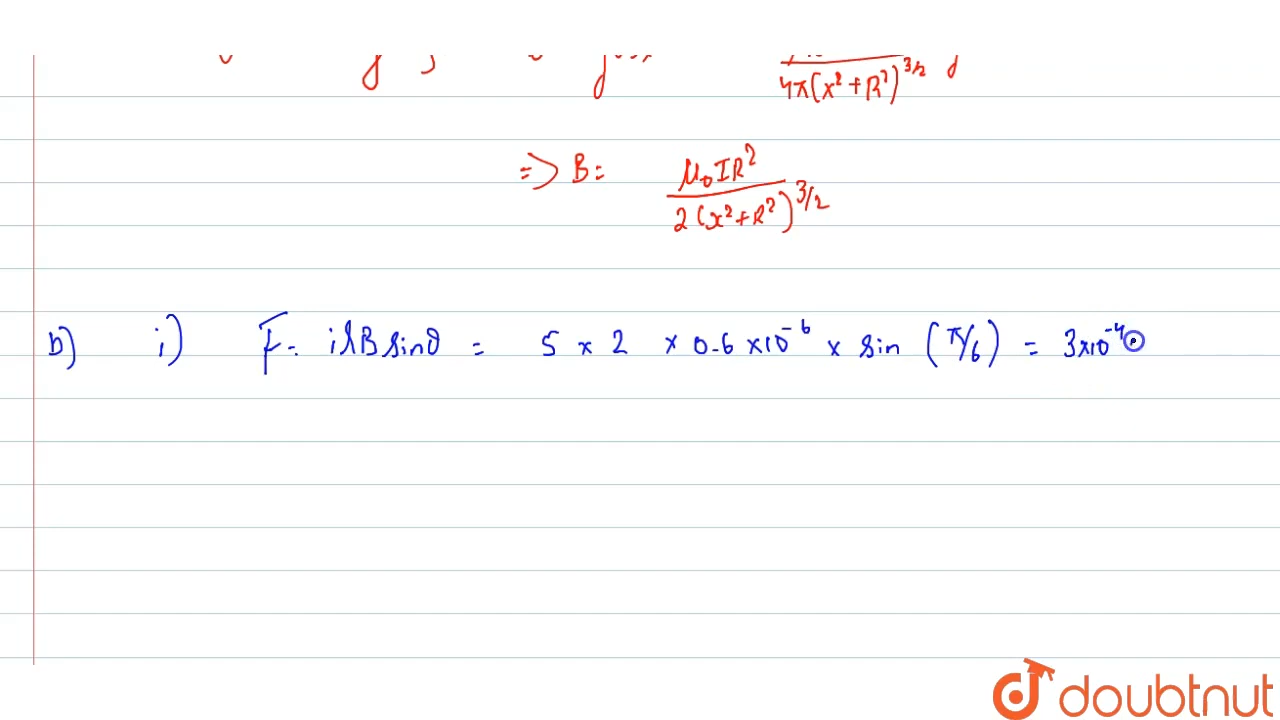 4π(x²+R²)^3/2
=> B = μ₀IR² / 2(x²+R²)^3/2
b) i) F = ilB sinθ = 5 × 2 × 0.6 × 10⁻⁶ × sin (π/6) = 3×10⁻⁴
doubtnut